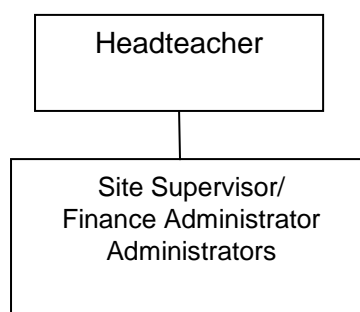 Headteacher
Site Supervisor/
Finance Administrator
Administrators